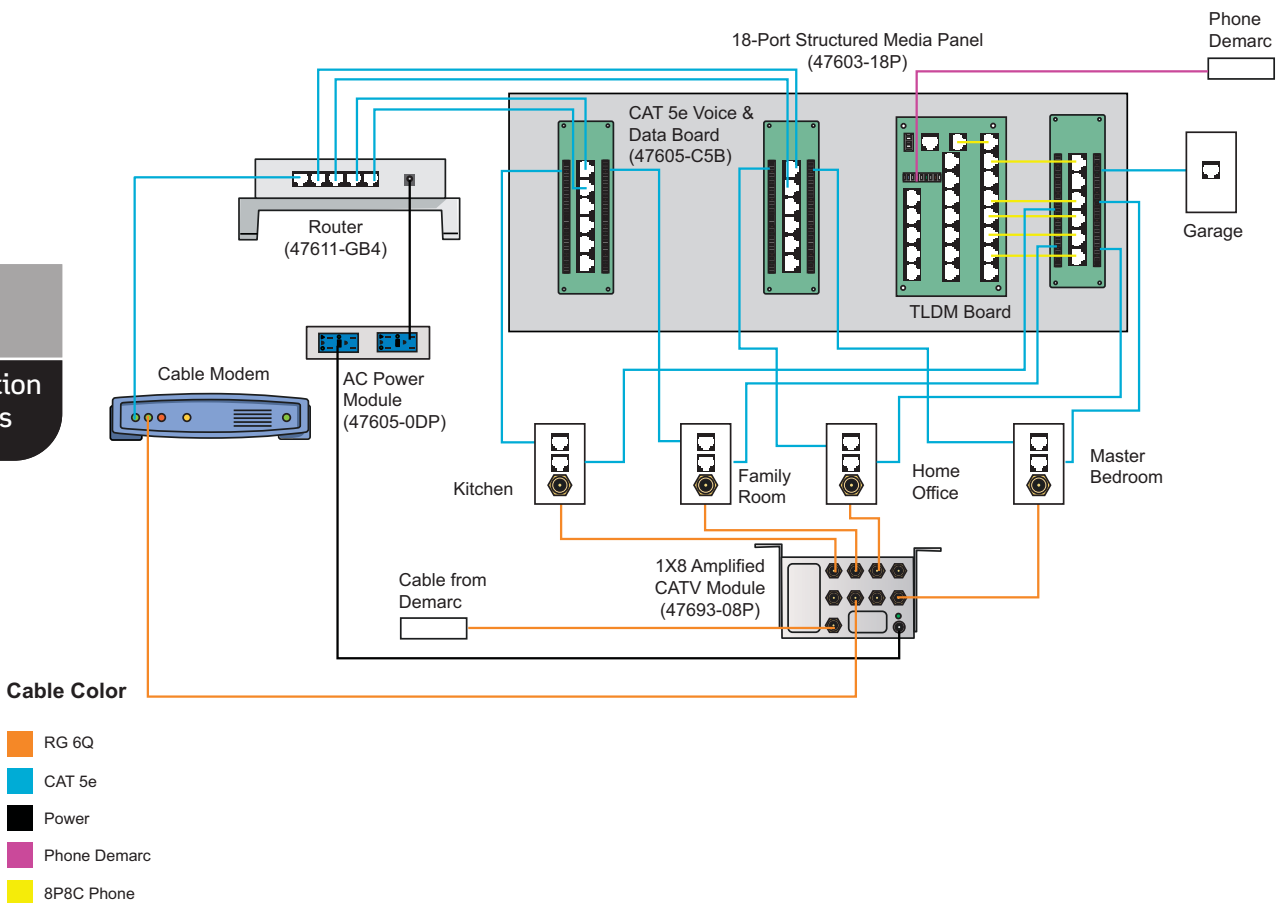 Phone
Demarc
18-Port Structured Media Panel
(47603-18P)
CAT 5e Voice &
Data Board
(47605-C5B)
Router
(47611-GB4)
Garage
TLDM Board
tion
s
Cable Modem
AC Power
Module
(47605-0DP)
Kitchen
Family
Room
Home
Office
Master
Bedroom
1X8 Amplified
CATV Module
(47693-08P)
Cable from
Demarc
Cable Color
RG 6Q
CAT 5e
Power
Phone Demarc
8P8C Phone